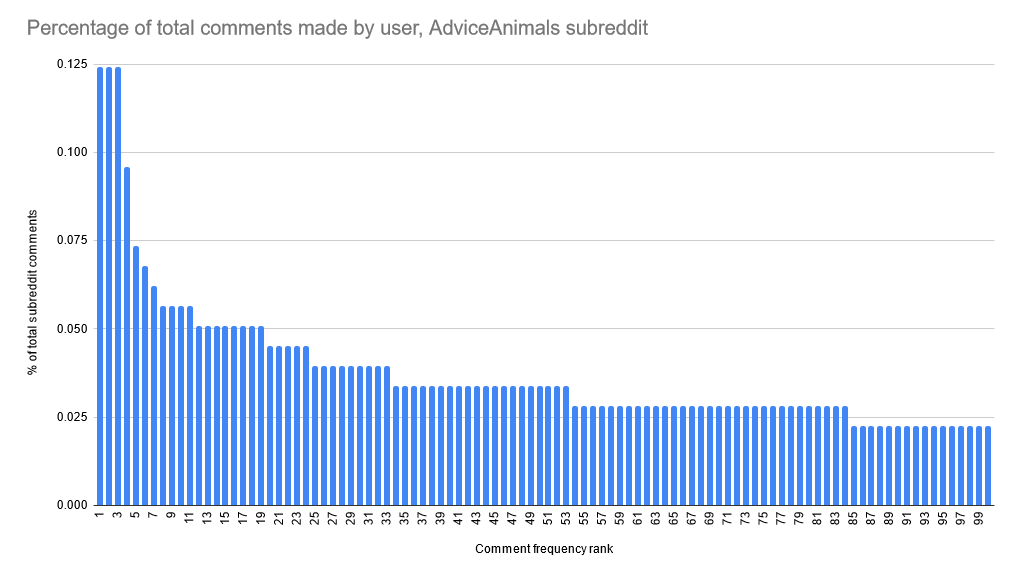 Percentage of total comments made by user, AdviceAnimals subreddit
% of total subreddit comments
0.125
0.100
0.075
0.050
0.025
0.000
1 3 5 7 9 11 13 15 17 19 21 23 25 27 29 31 33 35 37 39 41 43 45 47 49 51 53 55 57 59 61 63 65 67 69 71 73 75 77 79 81 83 85 87 89 91 93 95 97 99
Comment frequency rank